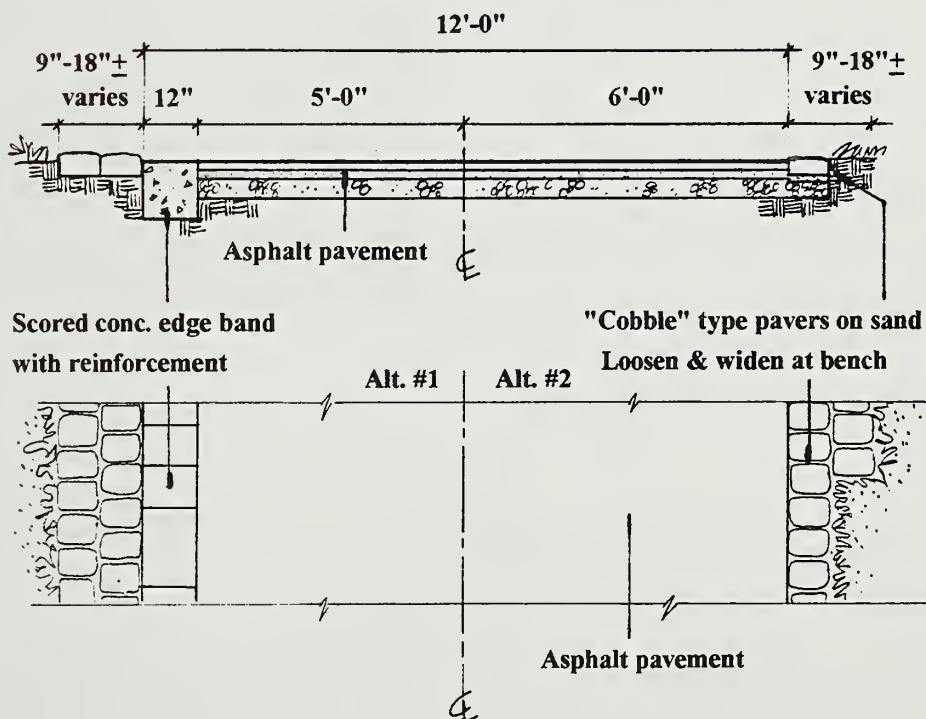 12'-0"
9"-18"±
varies
12"
5'-0"
6'-0"
9"-18"±
varies
Asphalt pavement
℄
Scored conc. edge band
with reinforcement
"Cobble" type pavers on sand
Loosen & widen at bench
Alt. #1
Alt. #2
Asphalt pavement
℄